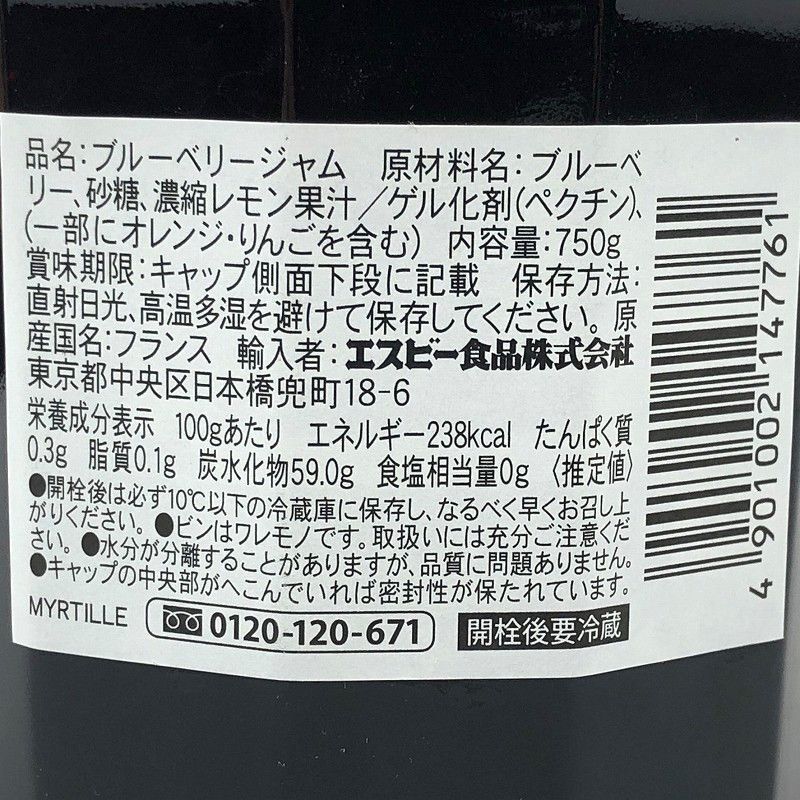 品名:ブルーベリージャム 原材料名:ブルーベ
リー、砂糖、濃縮レモン果汁/ゲル化剤(ペクチン)、
(一部にオレンジ・りんごを含む) 内容量:750g
賞味期限:キャップ側面下段に記載 保存方法:
直射日光、高温多湿を避けて保存してください。原
産国名:フランス 輸入者:エスビー食品株式会社
東京都中央区日本橋兜町18-6
栄養成分表示 100gあたり エネルギー238kcal たんぱく質
0.3g 脂質0.1g 炭水化物59.0g 食塩相当量0g 〈推定値〉
●開栓後は必ず10℃以下の冷蔵庫に保存し、なるべく早くお召し上
がりください。●ビンはワレモノです。取扱いには充分ご注意くだ
さい。●水分が分離することがありますが、品質に問題ありません。
●キャップの中央部がへこんでいれば密封性が保たれています。
MYRTILLE 0120-120-671 開栓後要冷蔵
4 901002 147761